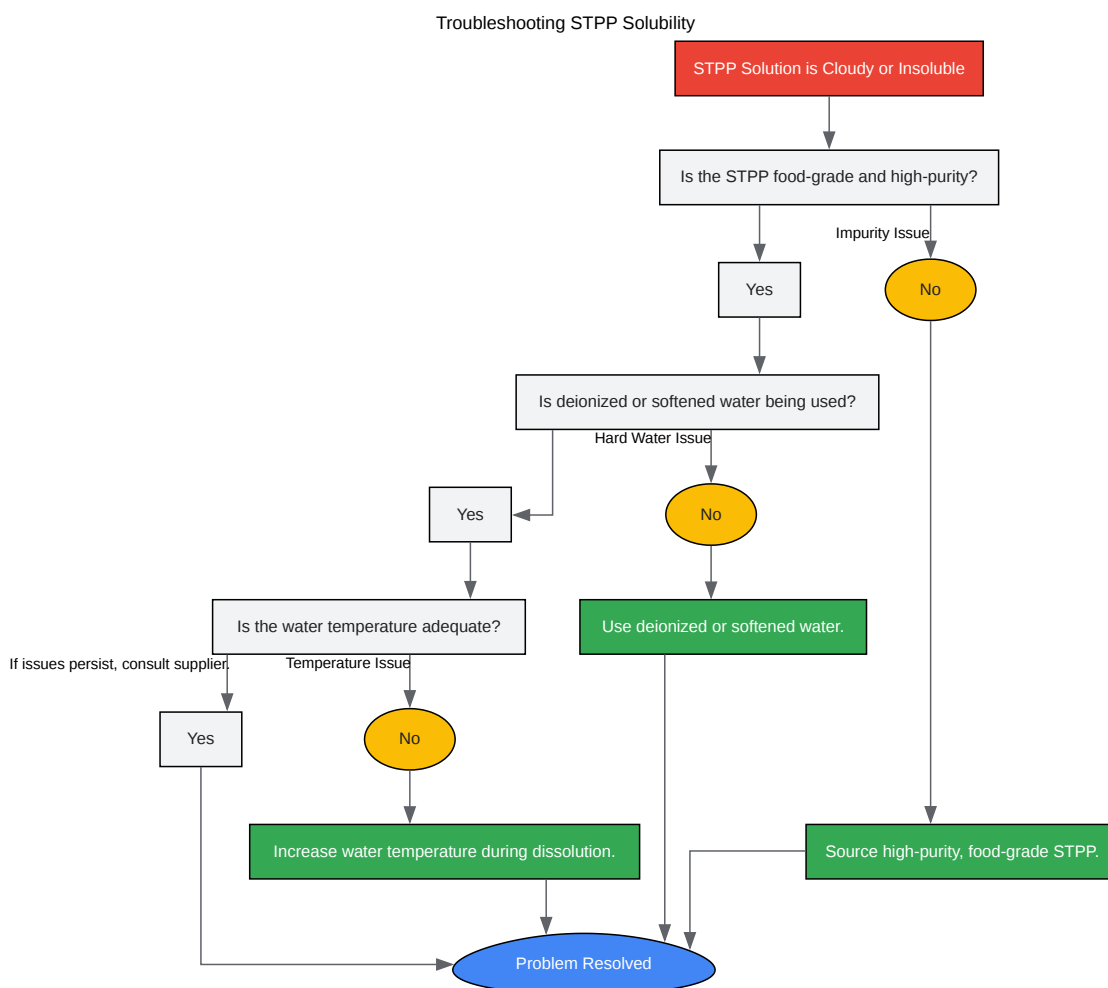 Troubleshooting STPP Solubility
STPP Solution is Cloudy or Insoluble
Is the STPP food-grade and high-purity?
Impurity Issue
Yes
No
Is deionized or softened water being used?
Hard Water Issue
Yes
No
Is the water temperature adequate?
Use deionized or softened water.
If issues persist, consult supplier.
Temperature Issue
Yes
No
Increase water temperature during dissolution.
Source high-purity, food-grade STPP.
Problem Resolved